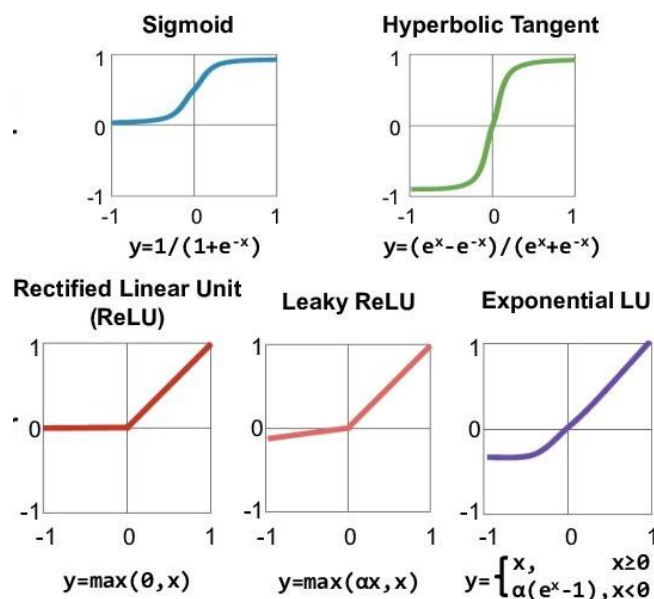 Sigmoid
1
0
-1
-1 0 1
y=1/(1+e⁻ˣ)
Hyperbolic Tangent
1
0
-1
-1 0 1
y=(eˣ-e⁻ˣ)/(eˣ+e⁻ˣ)
Rectified Linear Unit
(ReLU)
1
0
-1
-1 0 1
y=max(0,x)
Leaky ReLU
1
0
-1
-1 0 1
y=max(αx,x)
Exponential LU
1
0
-1
-1 0 1
y={x, x≥0
α(eˣ-1),x<0